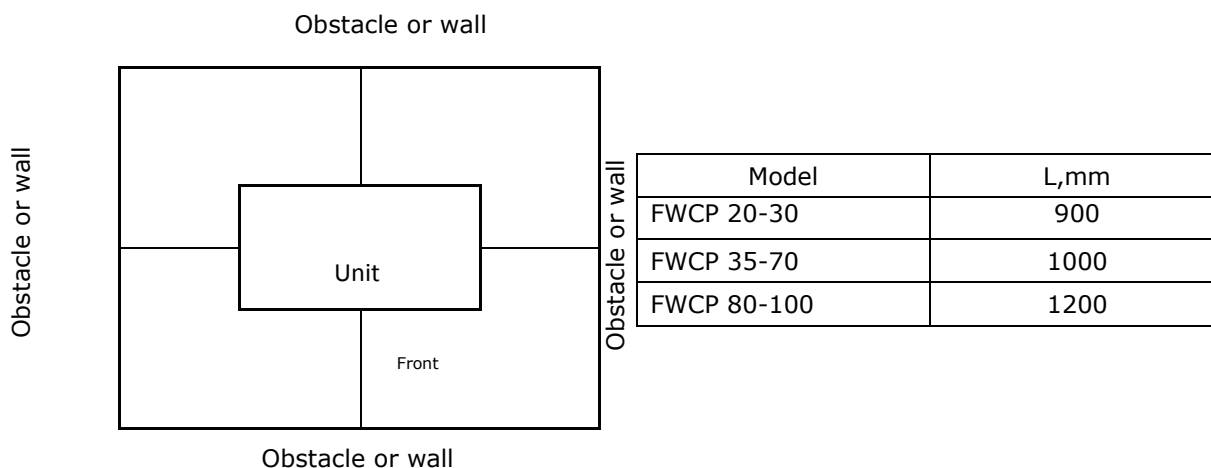 Obstacle or wall
Obstacle or wall
Unit
Front
Obstacle or wall
Obstacle or wall
Model L,mm
FWCP 20-30 900
FWCP 35-70 1000
FWCP 80-100 1200